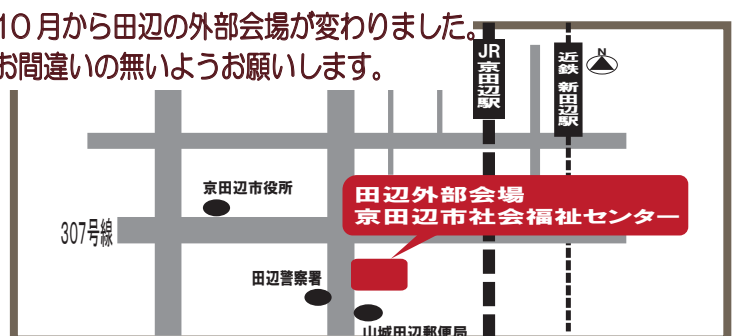 10月から田辺の外部会場が変わりました。
お間違いの無いようお願いします。
JR京田辺駅
近鉄 新田辺駅
N
京田辺市役所
田辺外部会場
京田辺市社会福祉センター
307号線
田辺警察署
山城田辺郵便局